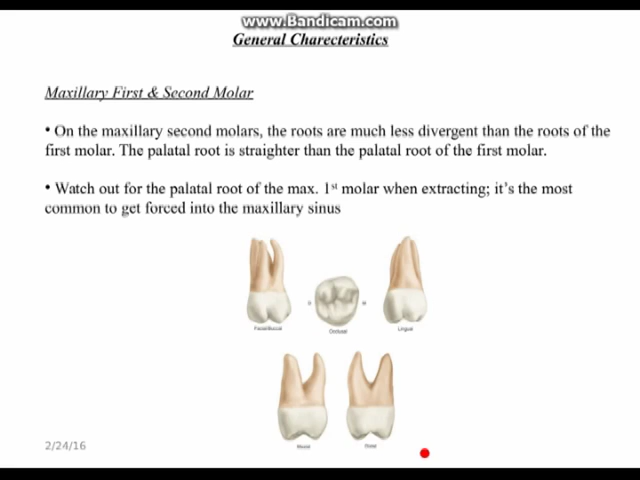 www.Bandicam.com
General Charecteristics
Maxillary First & Second Molar
• On the maxillary second molars, the roots are much less divergent than the roots of the
first molar. The palatal root is straighter than the palatal root of the first molar.
• Watch out for the palatal root of the max. 1st molar when extracting; it's the most
common to get forced into the maxillary sinus
Facial/Buccal
Occlusal
Lingual
Mesial
Distal
2/24/16